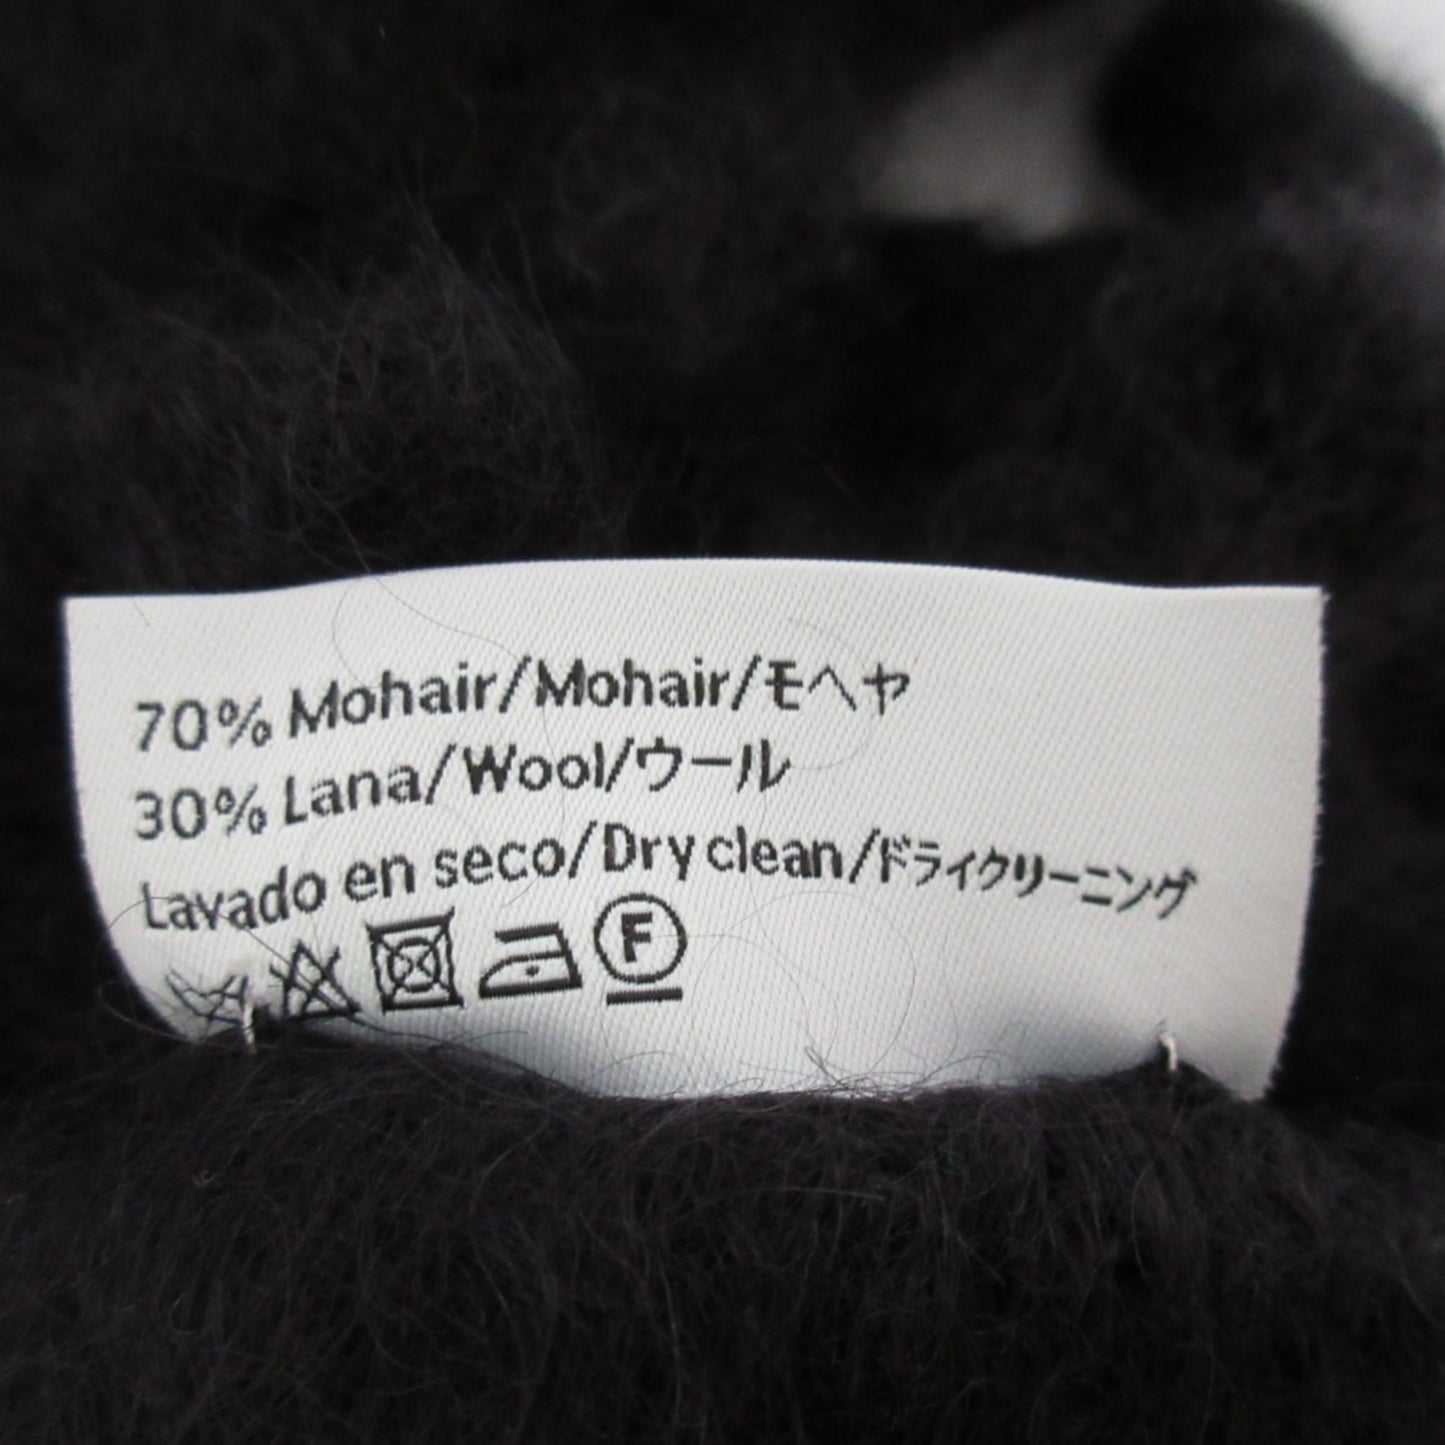 70% Mohair/Mohair/モヘヤ
30% Lana/Wool/ウール
Lavado en seco/Dry clean/ドライクリーニング
F